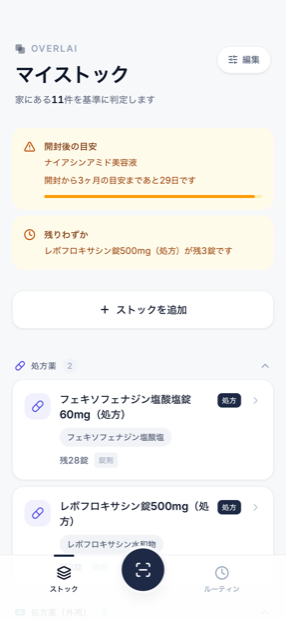 OVERLAI
マイストック
編集
家にある11件を基準に判定します
開封後の目安
ナイアシンアミド美容液
開封から3ヶ月の目安まであと29日です
残りわずか
レボフロキサシン錠500mg（処方）が残3錠です
+ ストックを追加
処方薬 2
フェキソフェナジン塩酸塩錠
60mg（処方）
処方
フェキソフェナジン塩酸塩
残28錠 錠剤
レボフロキサシン錠500mg（処
方）
処方
レボフロキサシン水和物
ストック
ルーティン
処方薬（外用）